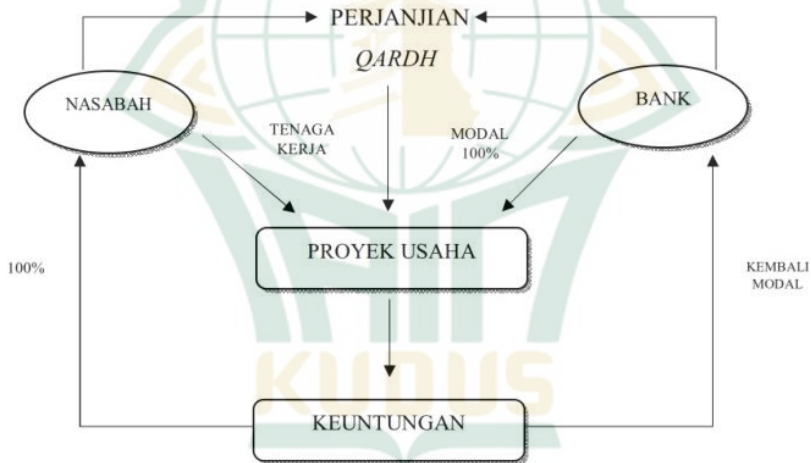 PERJANJIAN
QARDH
NASABAH
BANK
TENAGA
KERJA
MODAL
100%
PROYEK USAHA
100%
KEMBALI
MODAL
KUDUS
KEUNTUNGAN